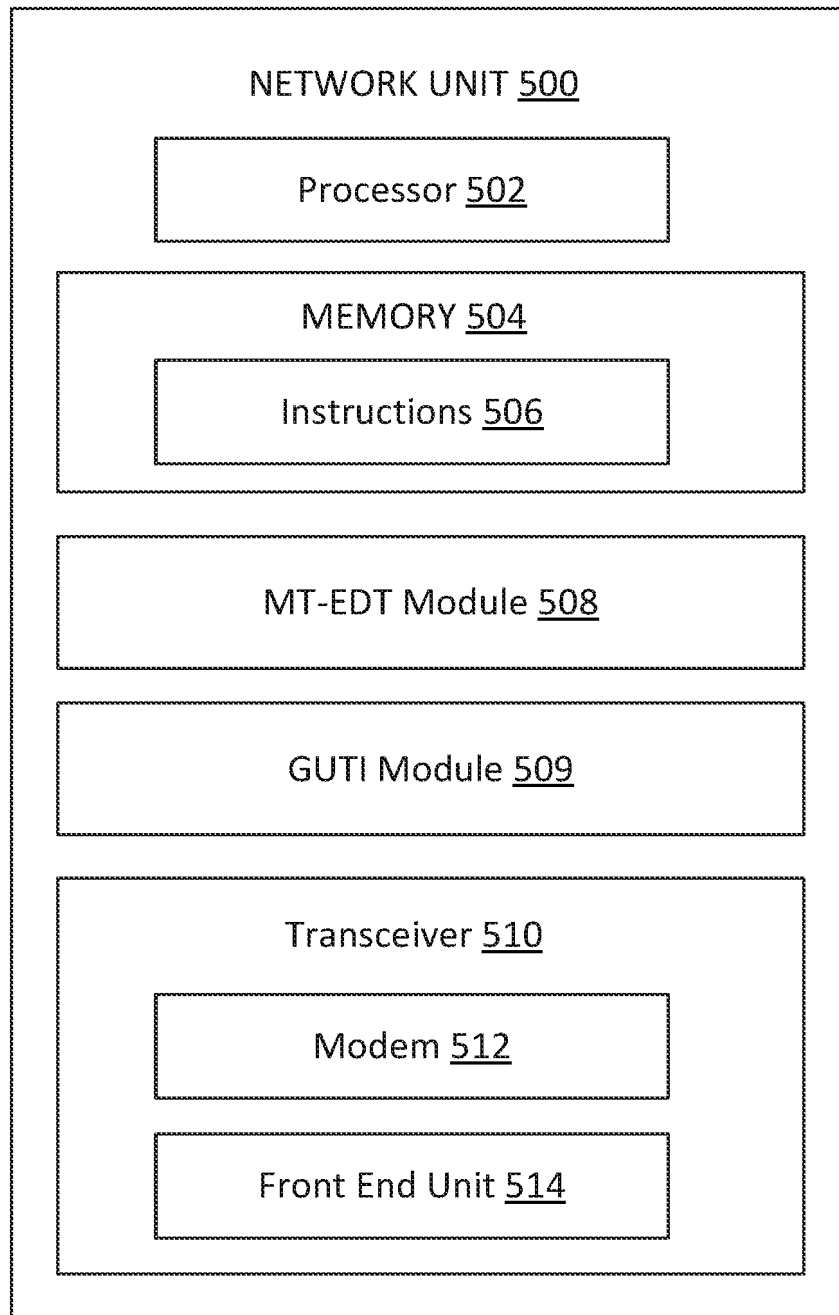 NETWORK UNIT 500
Processor 502
MEMORY 504
Instructions 506
MT-EDT Module 508
GUTI Module 509
Transceiver 510
Modem 512
Front End Unit 514